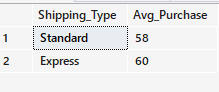 Shipping_Type Avg_Purchase
1 Standard 58
2 Express 60